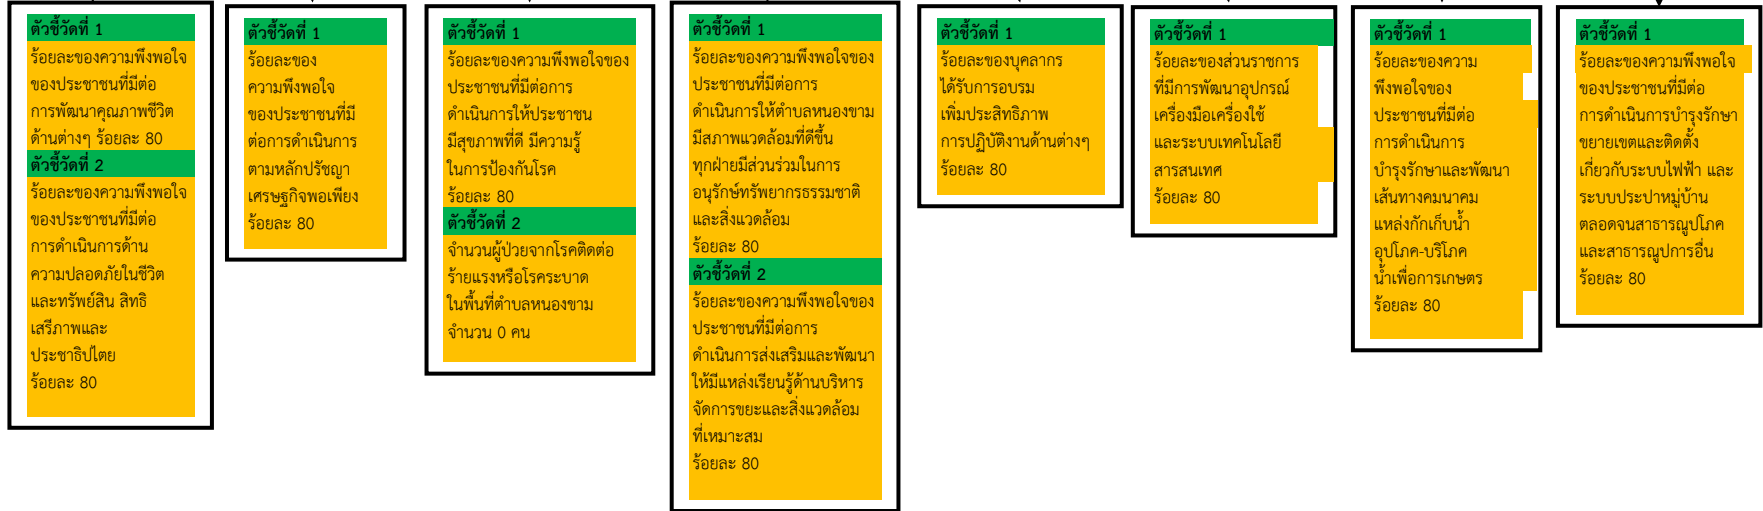 ตัวชี้วัดที่ 1
ร้อยละของความพึงพอใจ
ของประชาชนที่มีต่อ
การพัฒนาคุณภาพชีวิต
ด้านต่างๆ ร้อยละ 80
ตัวชี้วัดที่ 2
ร้อยละของความพึงพอใจ
ของประชาชนที่มีต่อ
การดำเนินการด้าน
ความปลอดภัยในชีวิต
และทรัพย์สิน สิทธิ
เสรีภาพและ
ประชาธิปไตย
ร้อยละ 80
ตัวชี้วัดที่ 1
ร้อยละของ
ความพึงพอใจ
ของประชาชนที่มี
ต่อการดำเนินการ
ตามหลักปรัชญา
เศรษฐกิจพอเพียง
ร้อยละ 80
ตัวชี้วัดที่ 1
ร้อยละของความพึงพอใจของ
ประชาชนที่มีต่อการ
ดำเนินการให้ประชาชน
มีสุขภาพที่ดี มีความรู้
ในการป้องกันโรค
ร้อยละ 80
ตัวชี้วัดที่ 2
จำนวนผู้ป่วยจากโรคติดต่อ
ร้ายแรงหรือโรคระบาด
ในพื้นที่ตำบลหนองขาม
จำนวน 0 คน
ตัวชี้วัดที่ 1
ร้อยละของความพึงพอใจของ
ประชาชนที่มีต่อการ
ดำเนินการให้ตำบลหนองขาม
มีสภาพแวดล้อมที่ดีขึ้น
ทุกฝ่ายมีส่วนร่วมในการ
อนุรักษ์ทรัพยากรธรรมชาติ
และสิ่งแวดล้อม
ร้อยละ 80
ตัวชี้วัดที่ 2
ร้อยละของความพึงพอใจของ
ประชาชนที่มีต่อการ
ดำเนินการส่งเสริมและพัฒนา
ให้มีแหล่งเรียนรู้ด้านบริหาร
จัดการขยะและสิ่งแวดล้อม
ที่เหมาะสม
ร้อยละ 80
ตัวชี้วัดที่ 1
ร้อยละของบุคลากร
ได้รับการอบรม
เพิ่มประสิทธิภาพ
การปฏิบัติงานด้านต่างๆ
ร้อยละ 80
ตัวชี้วัดที่ 1
ร้อยละของส่วนราชการ
ที่มีการพัฒนาอุปกรณ์
เครื่องมือเครื่องใช้
และระบบเทคโนโลยี
สารสนเทศ
ร้อยละ 80
ตัวชี้วัดที่ 1
ร้อยละของความ
พึงพอใจของ
ประชาชนที่มีต่อ
การดำเนินการ
บำรุงรักษาและพัฒนา
เส้นทางคมนาคม
แหล่งกักเก็บน้ำ
อุปโภค-บริโภค
น้ำเพื่อการเกษตร
ร้อยละ 80
ตัวชี้วัดที่ 1
ร้อยละของความพึงพอใจ
ของประชาชนที่มีต่อ
การดำเนินการบำรุงรักษา
ขยายเขตและติดตั้ง
เกี่ยวกับระบบไฟฟ้า และ
ระบบประปาหมู่บ้าน
ตลอดจนสาธารณูปโภค
และสาธารณูปการอื่น
ร้อยละ 80